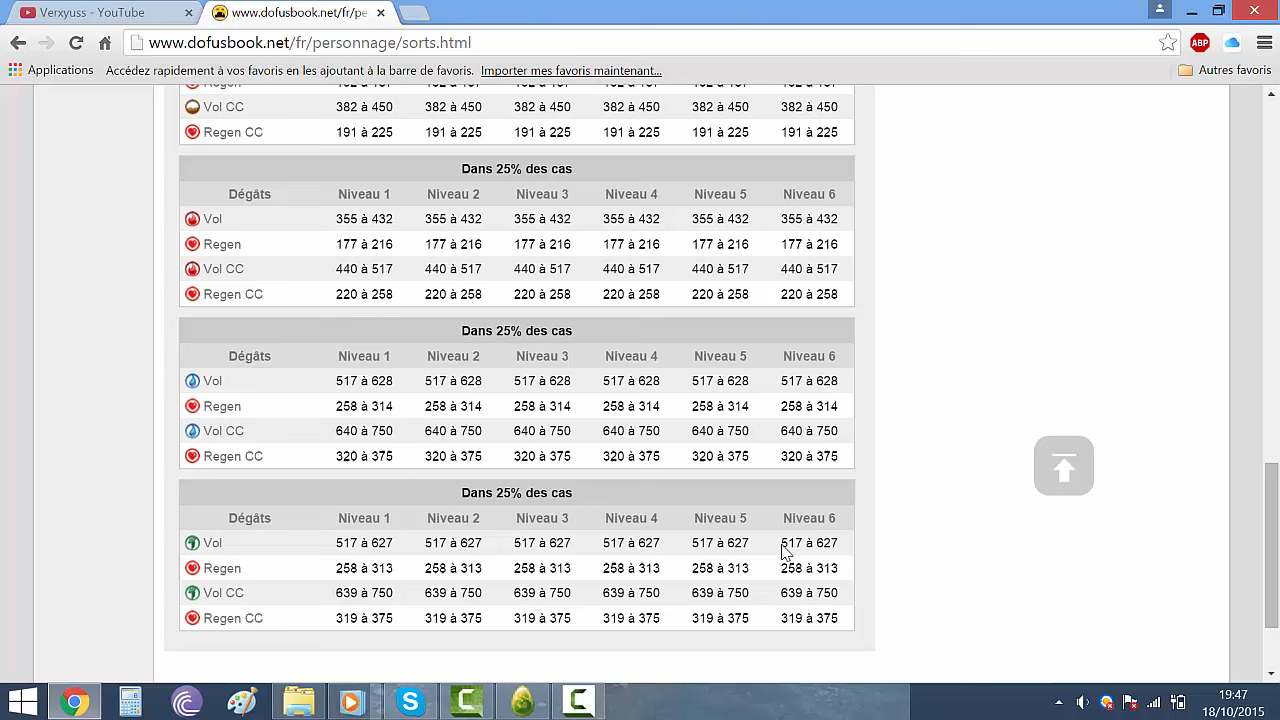 Verxyuss - YouTube
www.dofusbook.net/fr/pe
www.dofusbook.net/fr/personnage/sorts.html
ABP
Applications
Accédez rapidement à vos favoris en les ajoutant à la barre de favoris. Importer mes favoris maintenant...
Autres favoris
Vol CC 382 à 450 382 à 450 382 à 450 382 à 450 382 à 450 382 à 450
Regen CC 191 à 225 191 à 225 191 à 225 191 à 225 191 à 225 191 à 225
Dans 25% des cas
Dégâts Niveau 1 Niveau 2 Niveau 3 Niveau 4 Niveau 5 Niveau 6
Vol 355 à 432 355 à 432 355 à 432 355 à 432 355 à 432 355 à 432
Regen 177 à 216 177 à 216 177 à 216 177 à 216 177 à 216 177 à 216
Vol CC 440 à 517 440 à 517 440 à 517 440 à 517 440 à 517 440 à 517
Regen CC 220 à 258 220 à 258 220 à 258 220 à 258 220 à 258 220 à 258
Dans 25% des cas
Dégâts Niveau 1 Niveau 2 Niveau 3 Niveau 4 Niveau 5 Niveau 6
Vol 517 à 628 517 à 628 517 à 628 517 à 628 517 à 628 517 à 628
Regen 258 à 314 258 à 314 258 à 314 258 à 314 258 à 314 258 à 314
Vol CC 640 à 750 640 à 750 640 à 750 640 à 750 640 à 750 640 à 750
Regen CC 320 à 375 320 à 375 320 à 375 320 à 375 320 à 375 320 à 375
Dans 25% des cas
Dégâts Niveau 1 Niveau 2 Niveau 3 Niveau 4 Niveau 5 Niveau 6
Vol 517 à 627 517 à 627 517 à 627 517 à 627 517 à 627 517 à 627
Regen 258 à 313 258 à 313 258 à 313 258 à 313 258 à 313 258 à 313
Vol CC 639 à 750 639 à 750 639 à 750 639 à 750 639 à 750 639 à 750
Regen CC 319 à 375 319 à 375 319 à 375 319 à 375 319 à 375 319 à 375
19:47
18/10/2015